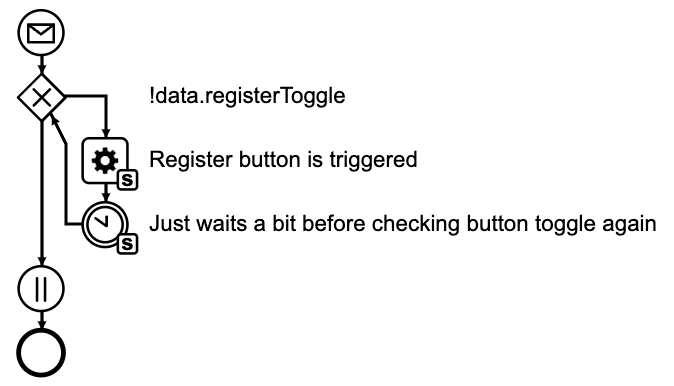 !data.registerToggle
Register button is triggered
S
Just waits a bit before checking button toggle again
S